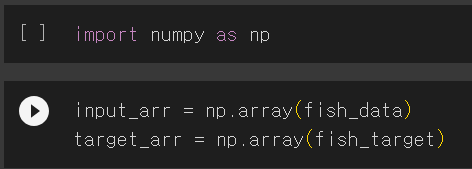 [ ] import numpy as np
input_arr = np.array(fish_data)
target_arr = np.array(fish_target)